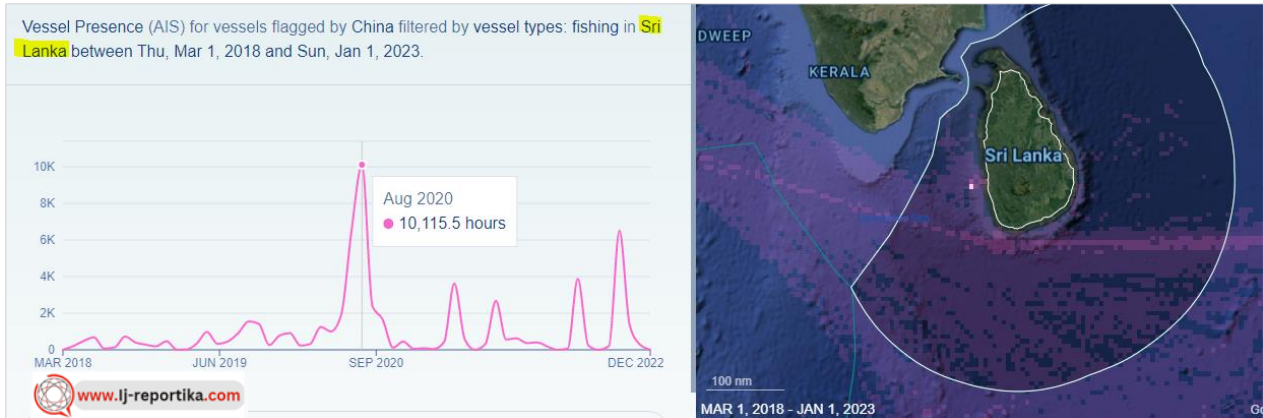 Vessel Presence (AIS) for vessels flagged by China filtered by vessel types: fishing in Sri
Lanka between Thu, Mar 1, 2018 and Sun, Jan 1, 2023.
10K
8K
6K
4K
2K
0
Aug 2020
10,115.5 hours
MAR 2018
JUN 2019
SEP 2020
DEC 2022
www.Ij-reportika.com
DWEEP
KERALA
Sri Lanka
100 nm
MAR 1, 2018 - JAN 1, 2023
Go